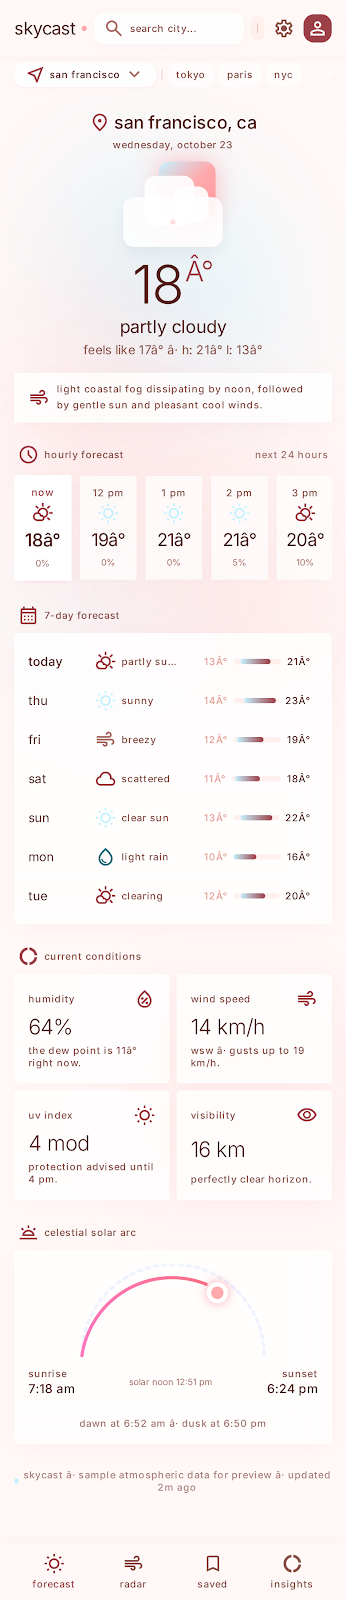 skycast
search city...
san francisco
tokyo
paris
nyc
san francisco, ca
wednesday, october 23
18Â°
partly cloudy
feels like 17â° â· h: 21â° l: 13â°
light coastal fog dissipating by noon, followed
by gentle sun and pleasant cool winds.
hourly forecast
next 24 hours
now
18â°
0%
12 pm
19â°
0%
1 pm
21â°
0%
2 pm
21â°
5%
3 pm
20â°
10%
7-day forecast
today partly su... 13Â° 21Â°
thu sunny 14Â° 23Â°
fri breezy 12Â° 19Â°
sat scattered 11Â° 18Â°
sun clear sun 13Â° 22Â°
mon light rain 10Â° 16Â°
tue clearing 12Â° 20Â°
current conditions
humidity
64%
the dew point is 11â°
right now.
wind speed
14 km/h
wsw â· gusts up to 19
km/h.
uv index
4 mod
protection advised until
4 pm.
visibility
16 km
perfectly clear horizon.
celestial solar arc
sunrise
7:18 am
solar noon 12:51 pm
sunset
6:24 pm
dawn at 6:52 am â· dusk at 6:50 pm
skycast â· sample atmospheric data for preview â· updated
2m ago
forecast
radar
saved
insights